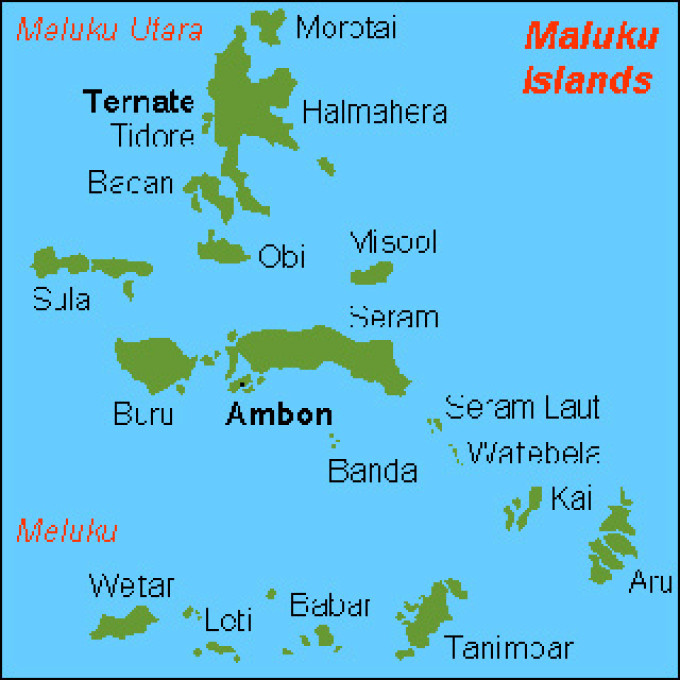 Maluku Utara
Morotai
Maluku
islands
Ternate
Tidore
Halmahera
Bacan
Obi
Misool
Sula
Seram
Buru
Ambon
Seram Laut
Watebela
Banda
Kai
Maluku
Aru
Wetar
Leti
Babar
Tanimbar